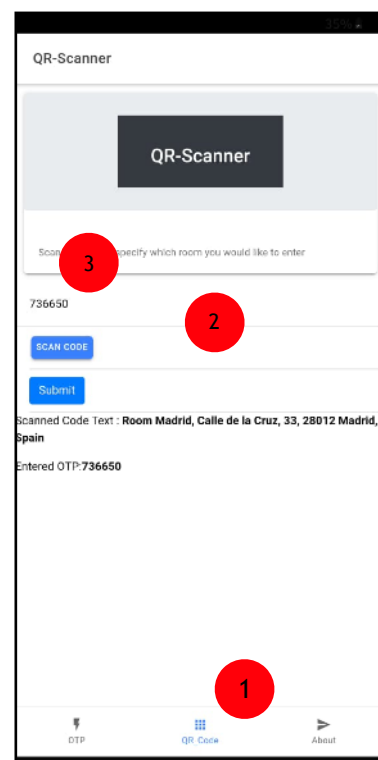 35%
QR-Scanner
QR-Scanner
Scan specify which room you would like to enter
3
736650
2
SCAN CODE
Submit
Scanned Code Text : Room Madrid, Calle de la Cruz, 33, 28012 Madrid,
Spain
Entered OTP:736650
1
OTP QR Code About